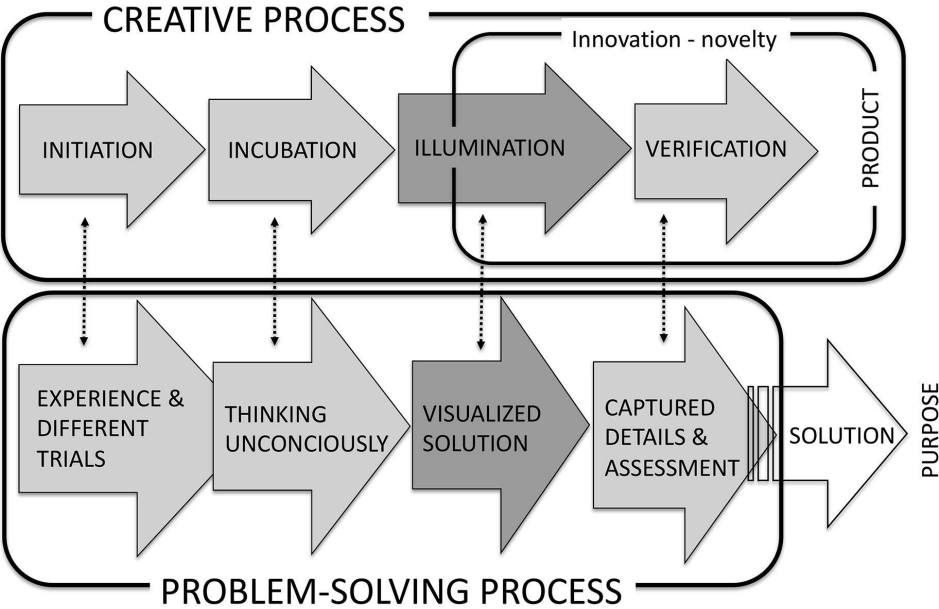 CREATIVE PROCESS
Innovation - novelty
INITIATION
INCUBATION
ILLUMINATION
VERIFICATION
PRODUCT
EXPERIENCE &
DIFFERENT
TRIALS
THINKING
UNCONCIOUSLY
VISUALIZED
SOLUTION
CAPTURED
DETAILS &
ASSESSMENT
SOLUTION
PURPOSE
PROBLEM-SOLVING PROCESS